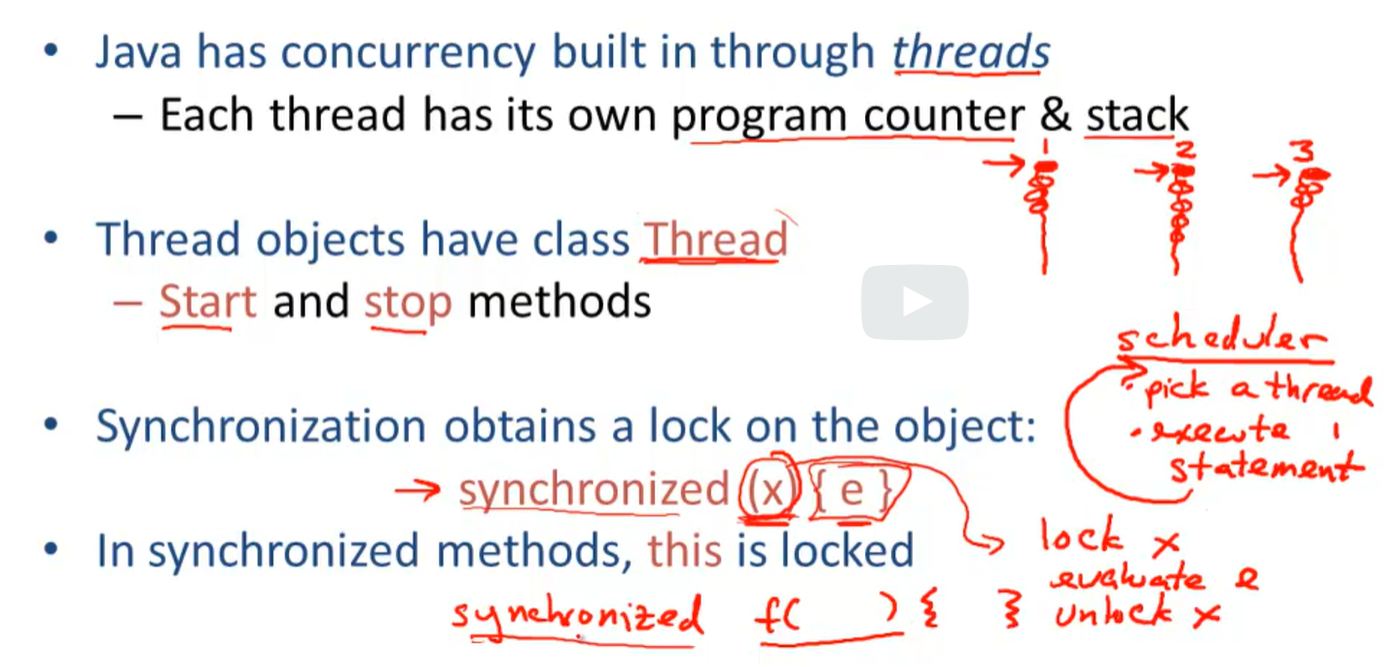 • Java has concurrency built in through threads
– Each thread has its own program counter & stack
1 2 3
• Thread objects have class Thread
– Start and stop methods
scheduler
• pick a thread
• execute 1
statement
• Synchronization obtains a lock on the object:
→ synchronized (x) { e }
• In synchronized methods, this is locked
lock x
evaluate e
unlock x
synchronized f( ) { }